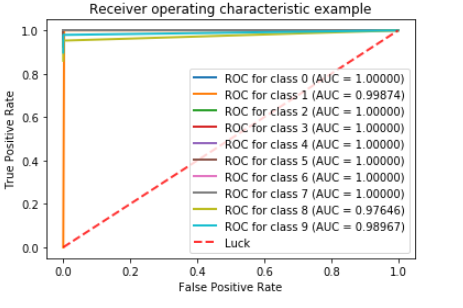 Receiver operating characteristic example
True Positive Rate
1.0
0.8
0.6
0.4
0.2
0.0
ROC for class 0 (AUC = 1.00000)
ROC for class 1 (AUC = 0.99874)
ROC for class 2 (AUC = 1.00000)
ROC for class 3 (AUC = 1.00000)
ROC for class 4 (AUC = 1.00000)
ROC for class 5 (AUC = 1.00000)
ROC for class 6 (AUC = 1.00000)
ROC for class 7 (AUC = 1.00000)
ROC for class 8 (AUC = 0.97646)
ROC for class 9 (AUC = 0.98967)
Luck
0.0 0.2 0.4 0.6 0.8 1.0
False Positive Rate